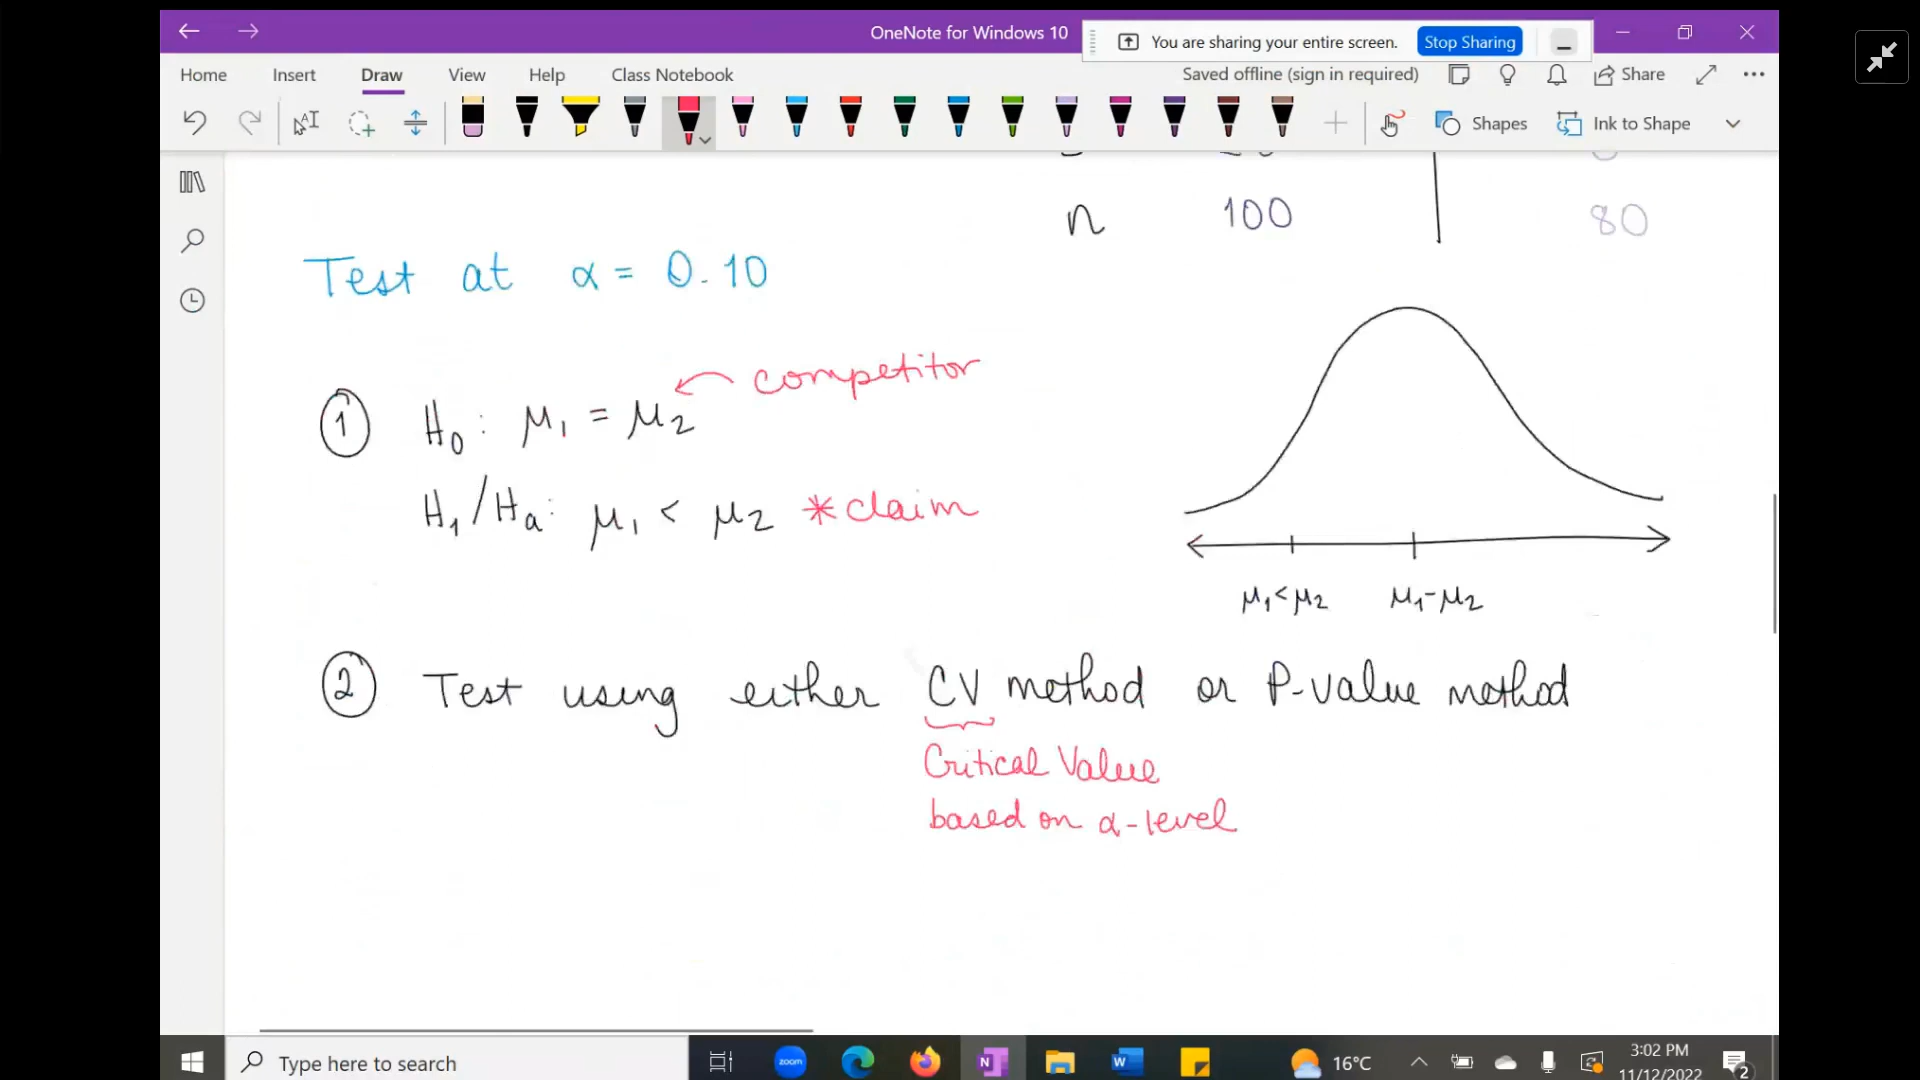 OneNote for Windows 10
You are sharing your entire screen. Stop Sharing
Home Insert Draw View Help Class Notebook Saved offline (sign in required) Share
Shapes Ink to Shape
n 100 80
Test at α = 0.10
competitor
① H₀: μ₁ = μ₂
H₁/Hₐ: μ₁ < μ₂ *claim
μ₁<μ₂ μ₁-μ₂
② Test using either CV method or P-value method
Critical Value
based on α-level
Type here to search zoom N W 16°C 3:02 PM
11/12/2022 2